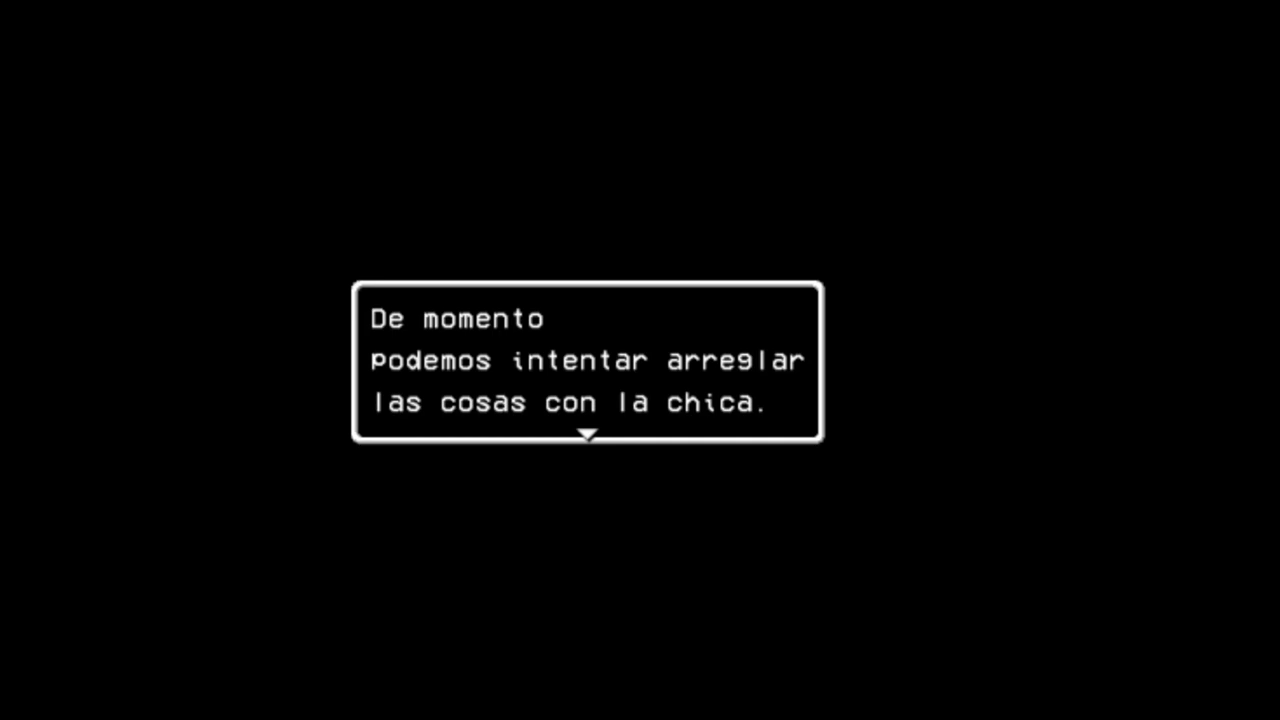 De momento
podemos intentar arreglar
las cosas con la chica.